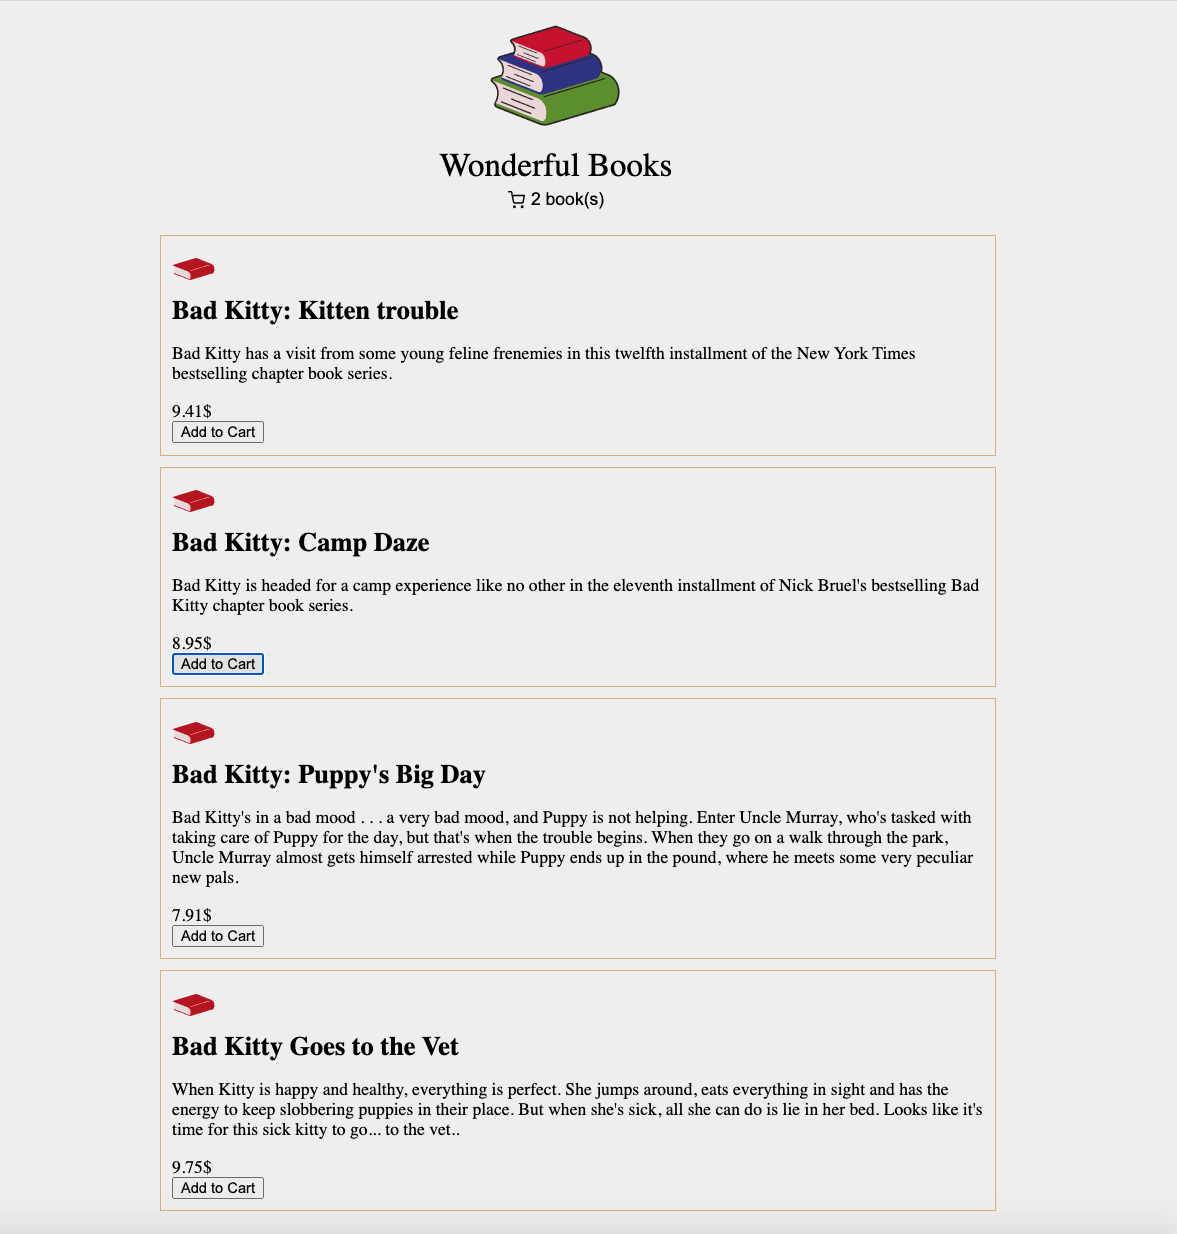 Wonderful Books
2 book(s)
Bad Kitty: Kitten trouble
Bad Kitty has a visit from some young feline frenemies in this twelfth installment of the New York Times
bestselling chapter book series.
9.41$
Add to Cart
Bad Kitty: Camp Daze
Bad Kitty is headed for a camp experience like no other in the eleventh installment of Nick Bruel's bestselling Bad
Kitty chapter book series.
8.95$
Add to Cart
Bad Kitty: Puppy's Big Day
Bad Kitty's in a bad mood . . . a very bad mood, and Puppy is not helping. Enter Uncle Murray, who's tasked with
taking care of Puppy for the day, but that's when the trouble begins. When they go on a walk through the park,
Uncle Murray almost gets himself arrested while Puppy ends up in the pound, where he meets some very peculiar
new pals.
7.91$
Add to Cart
Bad Kitty Goes to the Vet
When Kitty is happy and healthy, everything is perfect. She jumps around, eats everything in sight and has the
energy to keep slobbering puppies in their place. But when she's sick, all she can do is lie in her bed. Looks like it's
time for this sick kitty to go... to the vet..
9.75$
Add to Cart